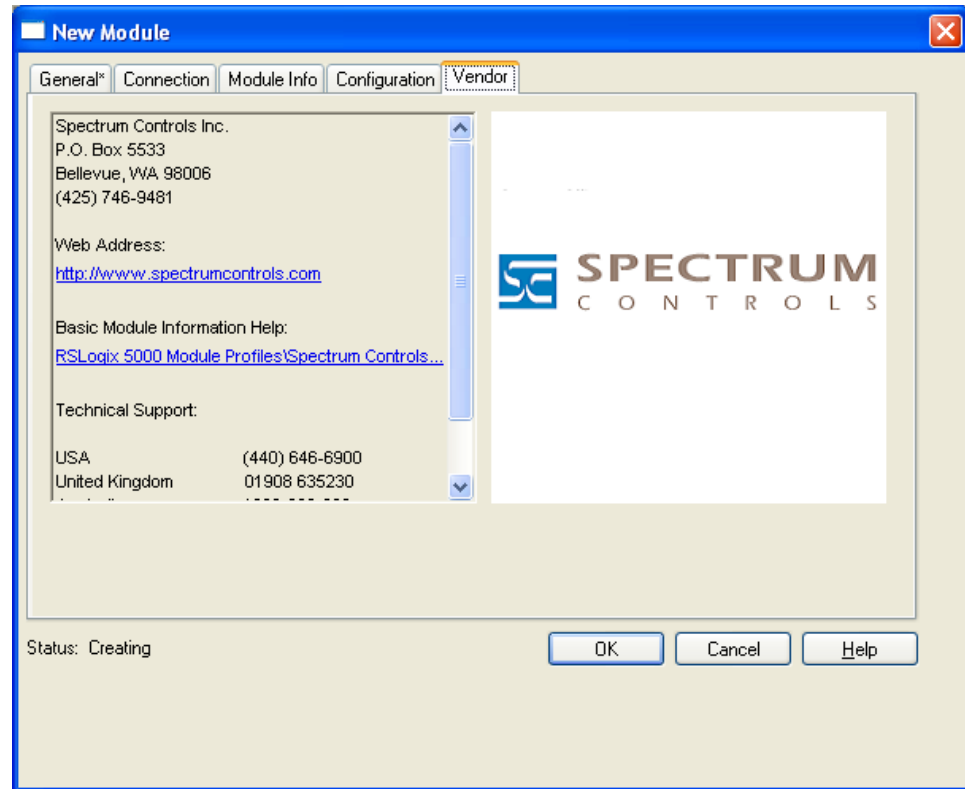 New Module
General* Connection Module Info Configuration Vendor
Spectrum Controls Inc.
P.O. Box 5533
Bellevue, WA 98006
(425) 746-9481
Web Address:
http://www.spectrumcontrols.com
Basic Module Information Help:
RSLogix 5000 Module Profiles\Spectrum Controls...
Technical Support:
USA (440) 646-6900
United Kingdom 01908 635230
SPECTRUM
CONTROLS
Status: Creating
OK Cancel Help